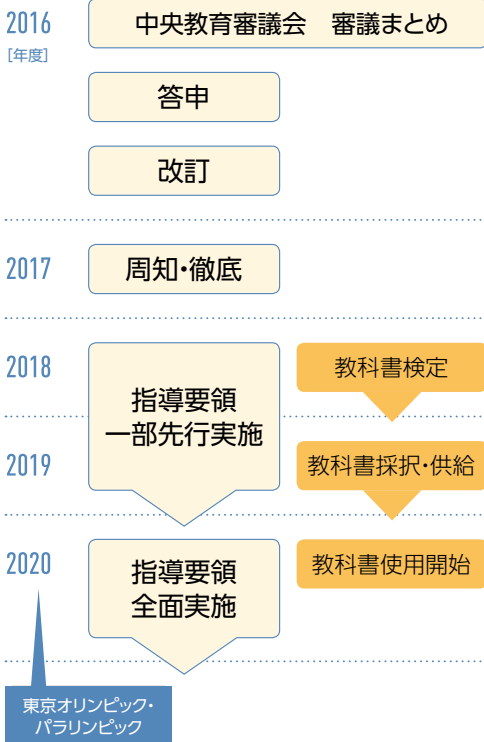 2016
[年度]
中央教育審議会　審議まとめ
答申
改訂
2017
周知・徹底
2018
指導要領
一部先行実施
教科書検定
2019
教科書採択・供給
2020
指導要領
全面実施
教科書使用開始
東京オリンピック・
パラリンピック